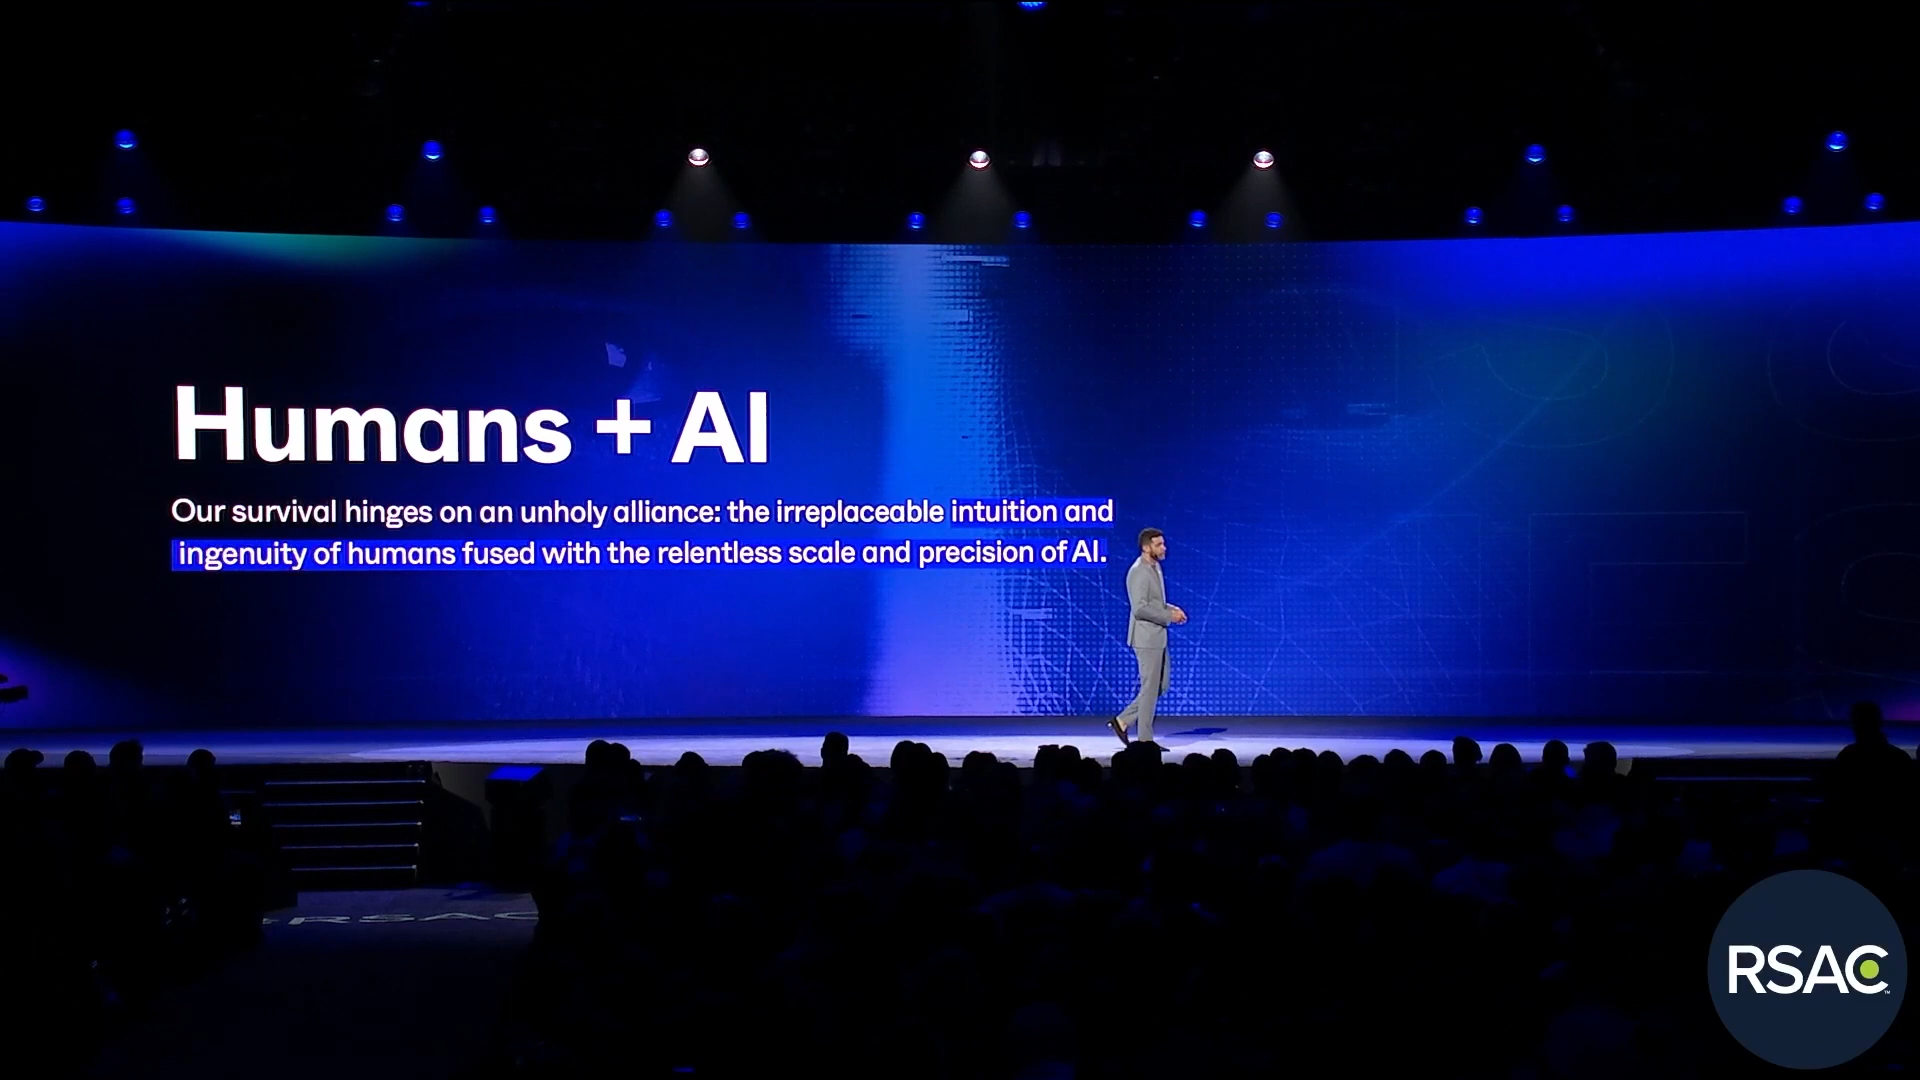 Humans + AI
Our survival hinges on an unholy alliance: the irreplaceable intuition and
ingenuity of humans fused with the relentless scale and precision of AI.
RSAC
RSAC